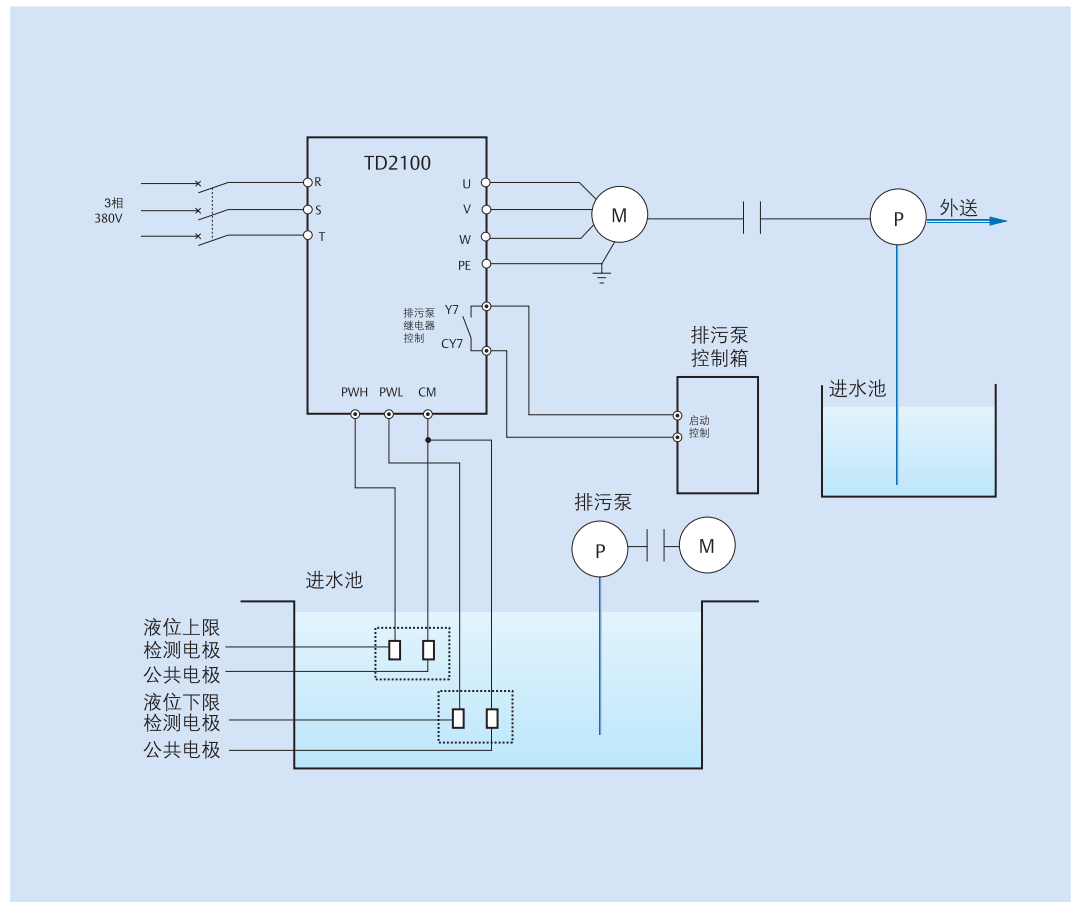 TD2100
3相
380V
R
S
T
U
V
W
PE
M
P
外送
排污泵
继电器
控制
Y7
CY7
排污泵
控制箱
启动
控制
进水池
PWH
PWL
CM
排污泵
P
M
进水池
液位上限
检测电极
公共电极
液位下限
检测电极
公共电极